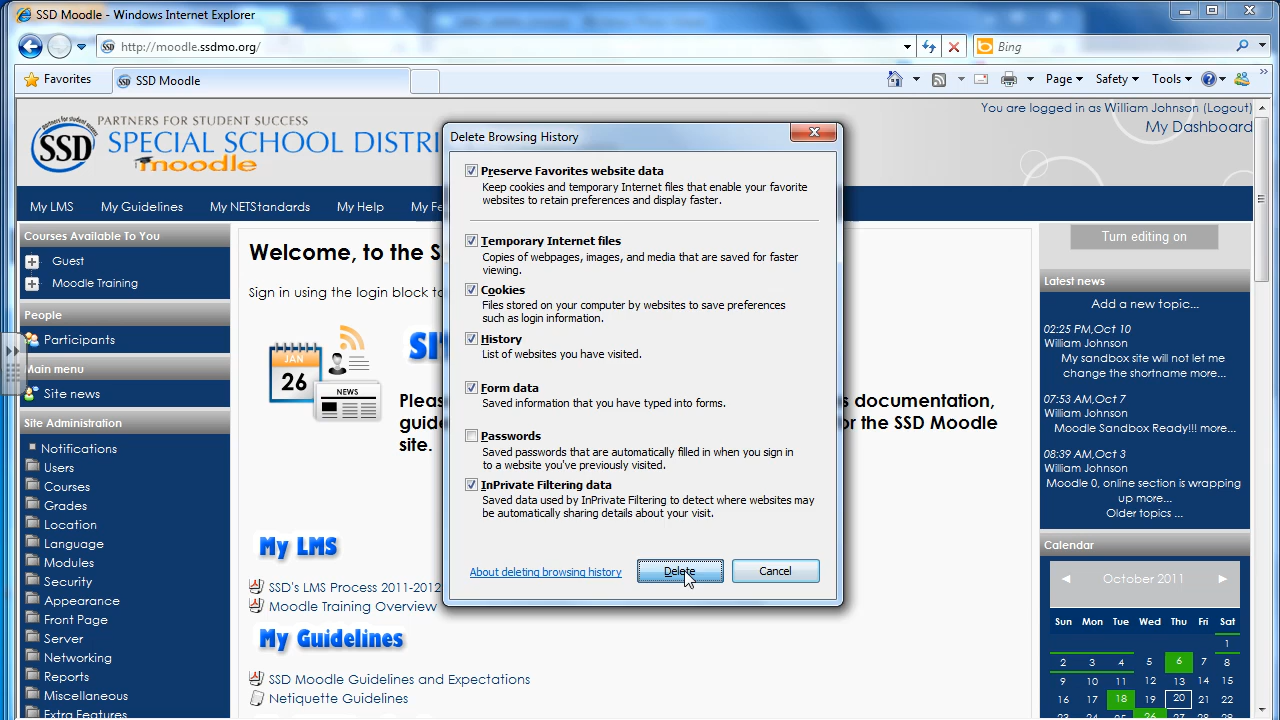 SSD Moodle - Windows Internet Explorer
http://moodle.ssdmo.org/
Bing
Favorites
SSD Moodle
Page
Safety
Tools
You are logged in as William Johnson (Logout)
My Dashboard
SSD
PARTNERS FOR STUDENT SUCCESS
SPECIAL SCHOOL DISTRI
moodle
My LMS
My Guidelines
My NETStandards
My Help
My Fe
Courses Available To You
Guest
Moodle Training
People
Participants
Main menu
Site news
Site Administration
Notifications
Users
Courses
Grades
Location
Language
Modules
Security
Appearance
Front Page
Server
Networking
Reports
Miscellaneous
Extra Features
Welcome, to the S
Sign in using the login block to
JAN
26
NEWS
Pleas
s documentation,
guide
or the SSD Moodle
site.
My LMS
SSD's LMS Process 2011-2012
Moodle Training Overview
My Guidelines
SSD Moodle Guidelines and Expectations
Netiquette Guidelines
Delete Browsing History
Preserve Favorites website data
Keep cookies and temporary Internet files that enable your favorite
websites to retain preferences and display faster.
Temporary Internet files
Copies of webpages, images, and media that are saved for faster
viewing.
Cookies
Files stored on your computer by websites to save preferences
such as login information.
History
List of websites you have visited.
Form data
Saved information that you have typed into forms.
Passwords
Saved passwords that are automatically filled in when you sign in
to a website you've previously visited.
InPrivate Filtering data
Saved data used by InPrivate Filtering to detect where websites may
be automatically sharing details about your visit.
About deleting browsing history
Delete
Cancel
Turn editing on
Latest news
Add a new topic...
02:25 PM,Oct 10
William Johnson
My sandbox site will not let me
change the shortname more...
07:53 AM,Oct 7
William Johnson
Moodle Sandbox Ready!!! more...
08:39 AM,Oct 3
William Johnson
Moodle 0, online section is wrapping
up more...
Older topics ...
Calendar
October 2011
Sun Mon Tue Wed Thu Fri Sat
1
2 3 4 5 6 7 8
9 10 11 12 13 14 15
16 17 18 19 20 21 22
23 24 25 26 27 28 29